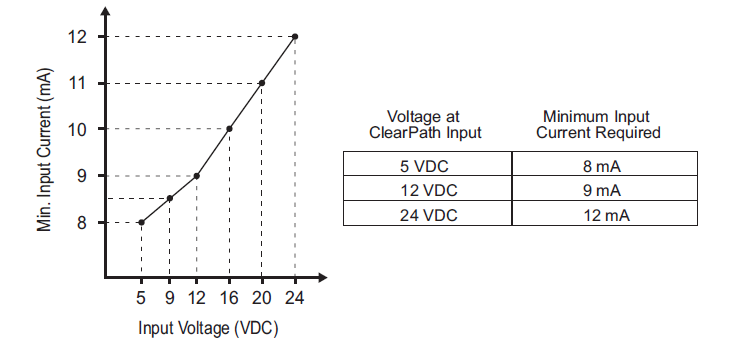 12
11
10
9
8
Min. Input Current (mA)
5 9 12 16 20 24
Input Voltage (VDC)
Voltage at
ClearPath Input
Minimum Input
Current Required
5 VDC 8 mA
12 VDC 9 mA
24 VDC 12 mA